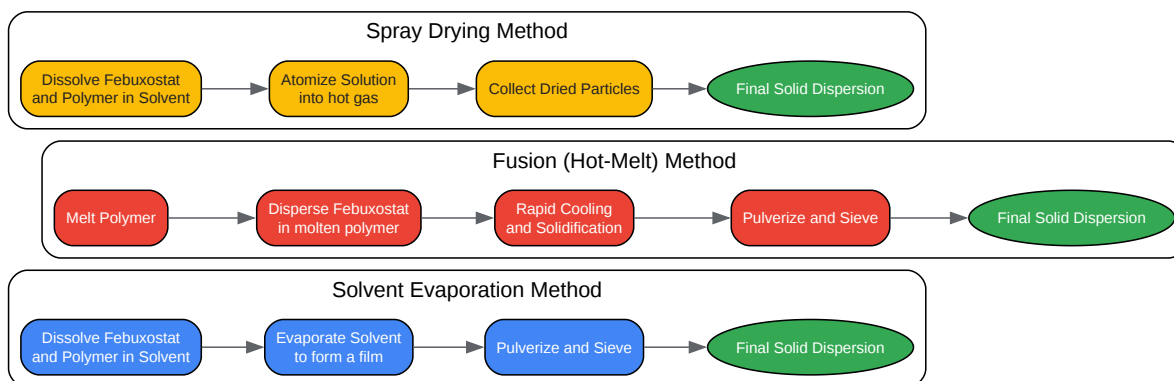 Spray Drying Method
Dissolve Febuxostat
and Polymer in Solvent
Atomize Solution
into hot gas
Collect Dried Particles
Final Solid Dispersion
Fusion (Hot-Melt) Method
Melt Polymer
Disperse Febuxostat
in molten polymer
Rapid Cooling
and Solidification
Pulverize and Sieve
Final Solid Dispersion
Solvent Evaporation Method
Dissolve Febuxostat
and Polymer in Solvent
Evaporate Solvent
to form a film
Pulverize and Sieve
Final Solid Dispersion